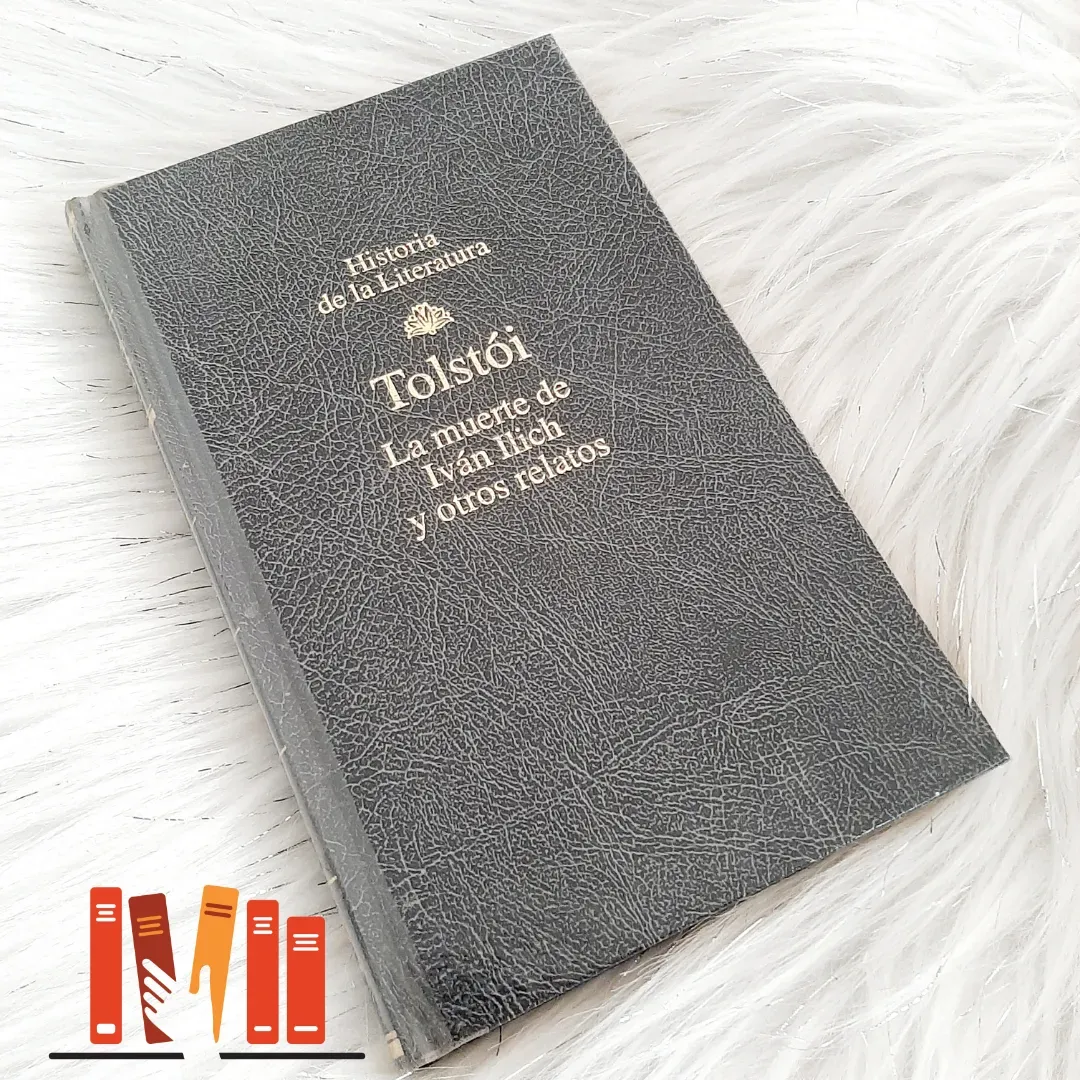 Historia
de la Literatura
Tolstói
La muerte de
Iván Ilich
y otros relatos